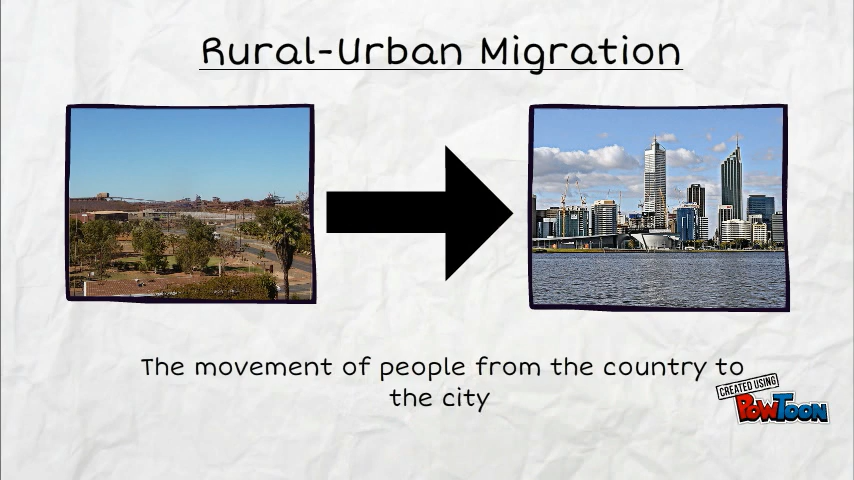 Rural-Urban Migration
The movement of people from the country to
the city
CREATED USING
POWTOON